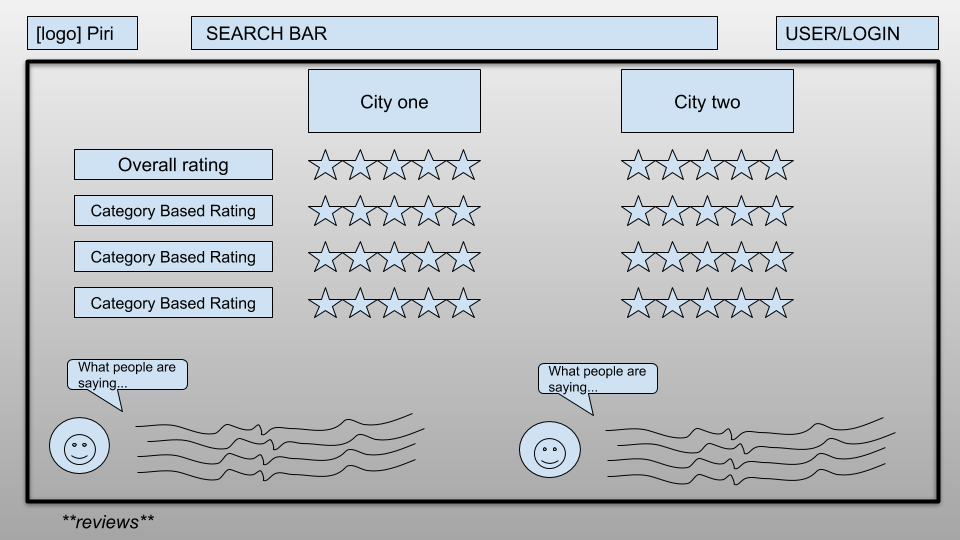 [logo] Piri
SEARCH BAR
USER/LOGIN
City one
City two
Overall rating
Category Based Rating
Category Based Rating
Category Based Rating
What people are
saying...
What people are
saying...
**reviews**